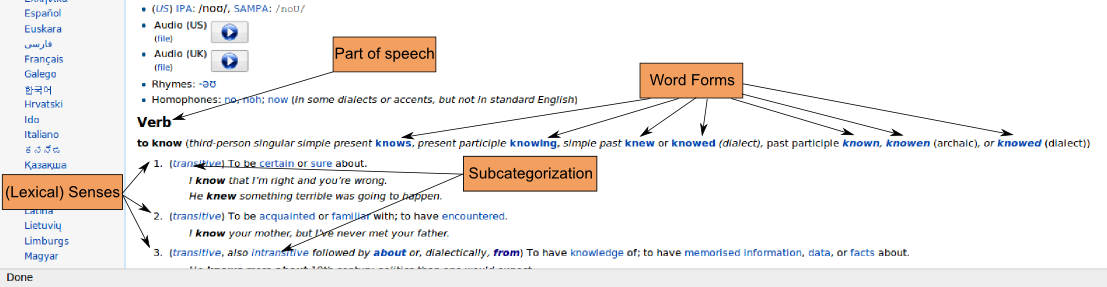 Español
Euskara
فارسی
Français
Galego
한국어
Hrvatski
Ido
Italiano
ಕನ್ನಡ
Қазақша
Lietuvių
Limburgs
Magyar
(US) IPA: /noʊ/, SAMPA: /noU/
Audio (US)
(file)
Audio (UK)
(file)
Rhymes: -əʊ
Homophones: no, noh; now (in some dialects or accents, but not in standard English)
Part of speech
Word Forms
Verb
to know (third-person singular simple present knows, present participle knowing, simple past knew or knowed (dialect), past participle known, knowen (archaic), or knowed (dialect))
(Lexical) Senses
Subcategorization
1. (transitive) To be certain or sure about.
I know that I'm right and you're wrong.
He knew something terrible was going to happen.
2. (transitive) To be acquainted or familiar with; to have encountered.
I know your mother, but I've never met your father.
3. (transitive, also intransitive followed by about or, dialectically, from) To have knowledge of; to have memorised information, data, or facts about.
Done